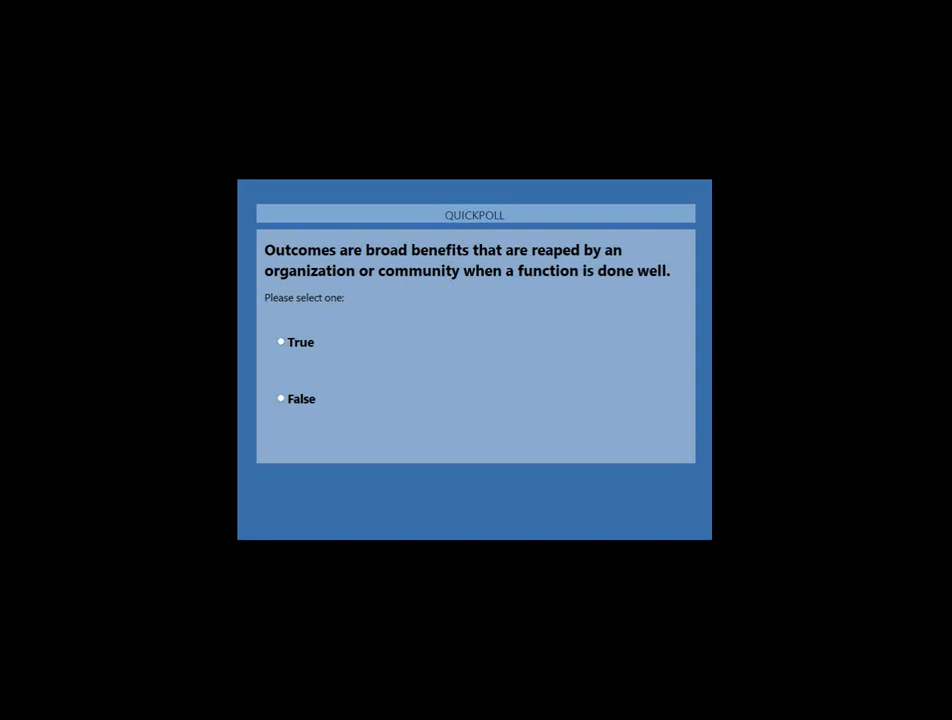 QUICKPOLL
Outcomes are broad benefits that are reaped by an
organization or community when a function is done well.
Please select one:
True
False